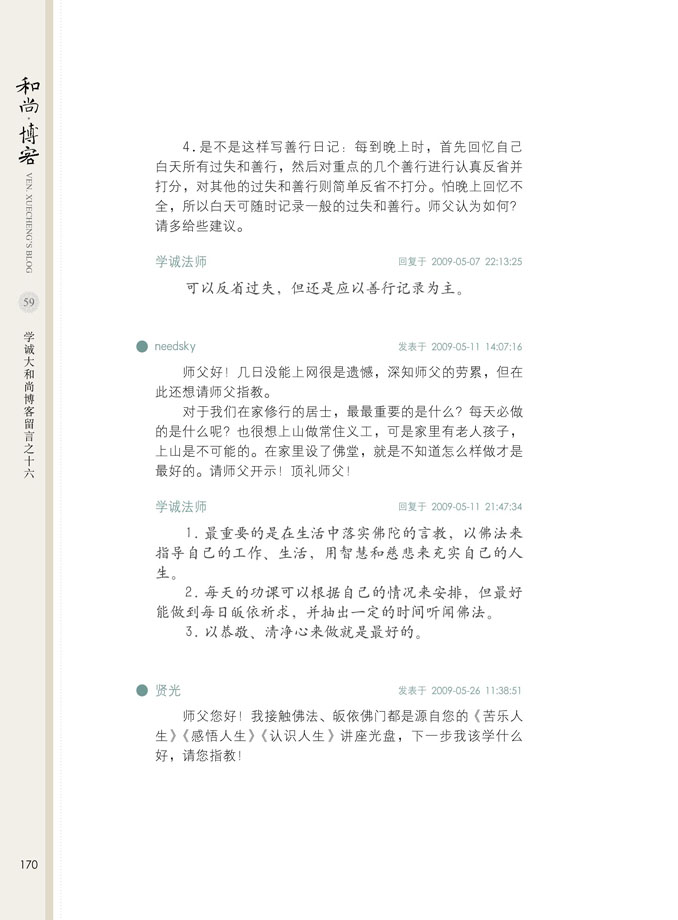 和尚·博客
VEN. XUECHENG'S BLOG
59
学诚大和尚博客留言之十六
4.是不是这样写善行日记：每到晚上时，首先回忆自己
白天所有过失和善行，然后对重点的几个善行进行认真反省并
打分，对其他的过失和善行则简单反省不打分。怕晚上回忆不
全，所以白天可随时记录一般的过失和善行。师父认为如何？
请多给些建议。
学诚法师 回复于 2009-05-07 22:13:25
可以反省过失，但还是应以善行记录为主。
needsky 发表于 2009-05-11 14:07:16
师父好！几日没能上网很是遗憾，深知师父的劳累，但在
此还想请师父指教。
对于我们在家修行的居士，最最重要的是什么？每天必做
的是什么呢？也很想上山做常住义工，可是家里有老人孩子，
上山是不可能的。在家里设了佛堂，就是不知道怎么样做才是
最好的。请师父开示！顶礼师父！
学诚法师 回复于 2009-05-11 21:47:34
1. 最重要的是在生活中落实佛陀的言教，以佛法来
指导自己的工作、生活，用智慧和慈悲来充实自己的人
生。
2. 每天的功课可以根据自己的情况来安排，但最好
能做到每日皈依祈求，并抽出一定的时间听闻佛法。
3. 以恭敬、清净心来做就是最好的。
贤光 发表于 2009-05-26 11:38:51
师父您好！我接触佛法、皈依佛门都是源自您的《苦乐人
生》《感悟人生》《认识人生》讲座光盘，下一步我该学什么
好，请您指教！
170